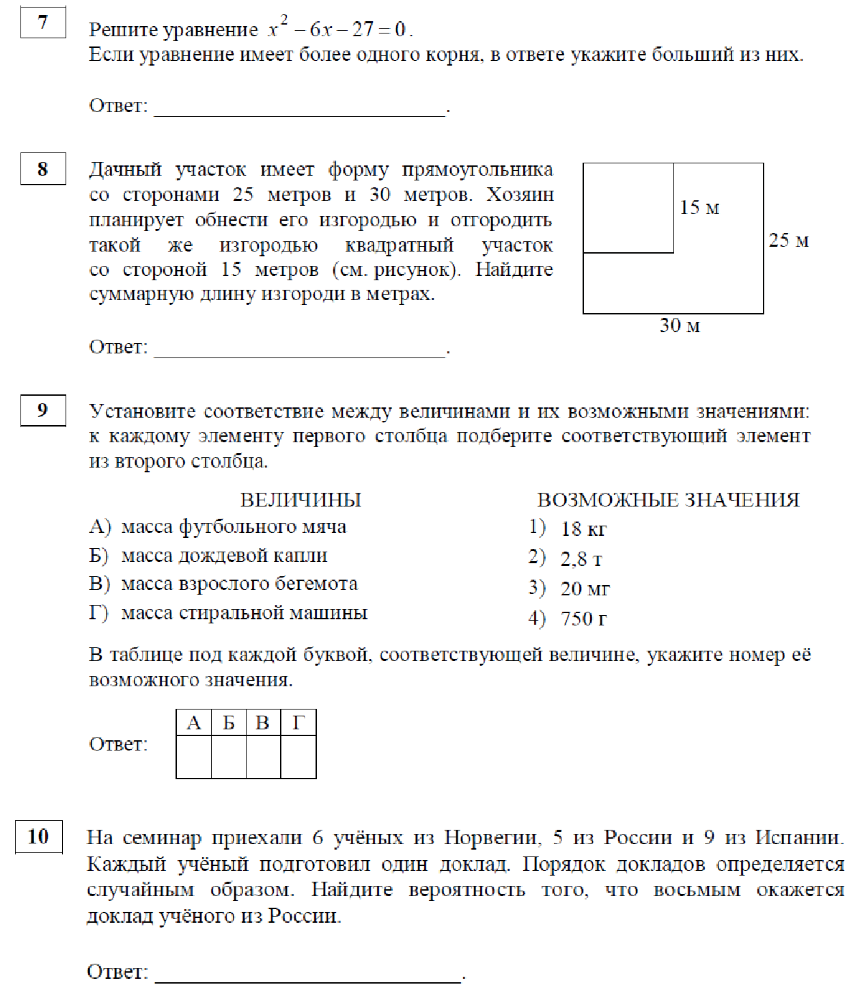 7
Решите уравнение x² − 6x − 27 = 0.
Если уравнение имеет более одного корня, в ответе укажите больший из них.
Ответ: ____________________________.
8
Дачный участок имеет форму прямоугольника
со сторонами 25 метров и 30 метров. Хозяин
планирует обнести его изгородью и отгородить
такой же изгородью квадратный участок
со стороной 15 метров (см. рисунок). Найдите
суммарную длину изгороди в метрах.
15 м
25 м
30 м
Ответ: ____________________________.
9
Установите соответствие между величинами и их возможными значениями:
к каждому элементу первого столбца подберите соответствующий элемент
из второго столбца.
ВЕЛИЧИНЫ ВОЗМОЖНЫЕ ЗНАЧЕНИЯ
А) масса футбольного мяча 1) 18 кг
Б) масса дождевой капли 2) 2,8 т
В) масса взрослого бегемота 3) 20 мг
Г) масса стиральной машины 4) 750 г
В таблице под каждой буквой, соответствующей величине, укажите номер её
возможного значения.
А Б В Г
Ответ:
10
На семинар приехали 6 учёных из Норвегии, 5 из России и 9 из Испании.
Каждый учёный подготовил один доклад. Порядок докладов определяется
случайным образом. Найдите вероятность того, что восьмым окажется
доклад учёного из России.
Ответ: ____________________________.